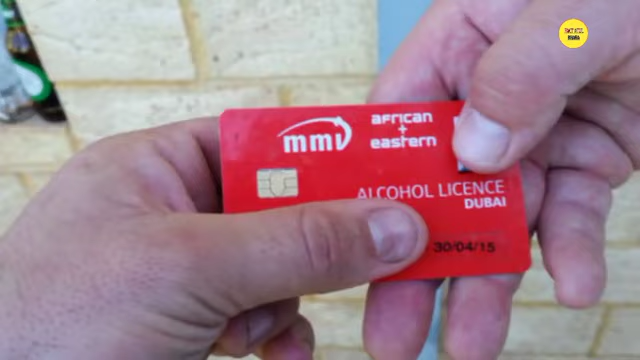 mmi
african
+
eastern
ALCOHOL LICENCE
DUBAI
30/04/15